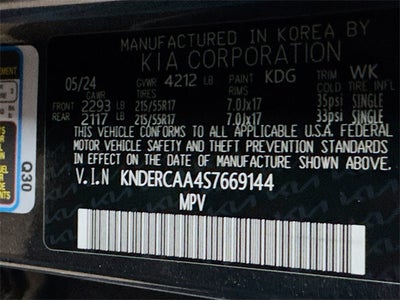 MANUFACTURED IN KOREA BY
KIA CORPORATION
05/24 GVWR 4212 LB PAINT KDG TRIM WK
GAWR TIRES RIMS COLD TIRE INFL
FRONT 2293 LB 215/55R17 7.0Jx17 35psi SINGLE
REAR 2117 LB 215/55R17 7.0Jx17 33psi SINGLE
THIS VEHICLE CONFORMS TO ALL APPLICABLE U.S.A. FEDERAL
MOTOR VEHICLE SAFETY AND THEFT PREVENTION STANDARDS
IN EFFECT ON THE DATE OF MANUFACTURE SHOWN ABOVE.
V.I.N KNDERCAA4S7669144
MPV
Q30